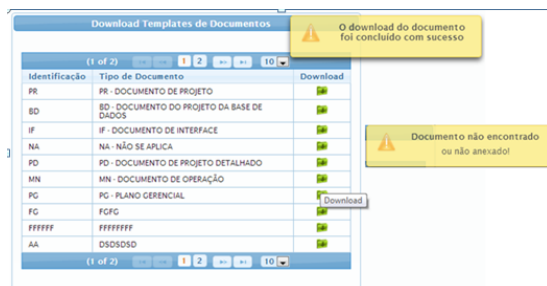 Download Templates de Documentos
O download do documento
foi concluído com sucesso
(1 of 2) 1 2 10
Identificação Tipo de Documento Download
PR PR - DOCUMENTO DE PROJETO
BD BD - DOCUMENTO DO PROJETO DA BASE DE
DADOS
IF IF - DOCUMENTO DE INTERFACE
Documento não encontrado
ou não anexado!
NA NA - NÃO SE APLICA
PD PD - DOCUMENTO DE PROJETO DETALHADO
MN MN - DOCUMENTO DE OPERAÇÃO
PG PG - PLANO GERENCIAL
Download
FG FGFG
FFFFFF FFFFFFFF
AA DSDSDSD
(1 of 2) 1 2 10